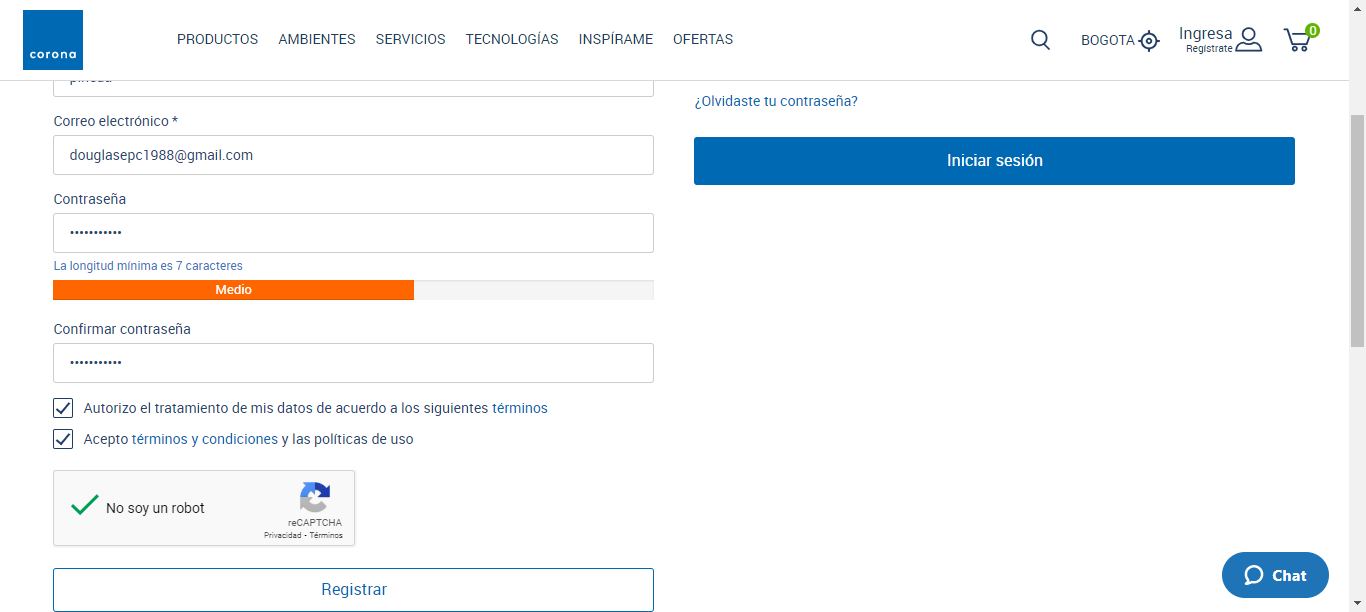 corona
PRODUCTOS AMBIENTES SERVICIOS TECNOLOGÍAS INSPÍRAME OFERTAS
BOGOTA
Ingresa
Regístrate
0
Correo electrónico *
douglasepc1988@gmail.com
Contraseña
•••••••••••
La longitud mínima es 7 caracteres
Medio
Confirmar contraseña
•••••••••••
Autorizo el tratamiento de mis datos de acuerdo a los siguientes términos
Acepto términos y condiciones y las políticas de uso
No soy un robot
reCAPTCHA
Privacidad - Términos
Registrar
¿Olvidaste tu contraseña?
Iniciar sesión
Chat